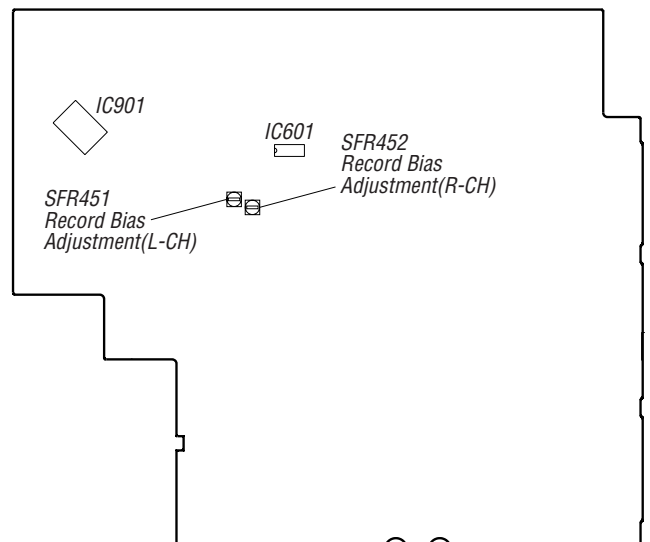 IC901
IC601
SFR452
Record Bias
Adjustment(R-CH)
SFR451
Record Bias
Adjustment(L-CH)